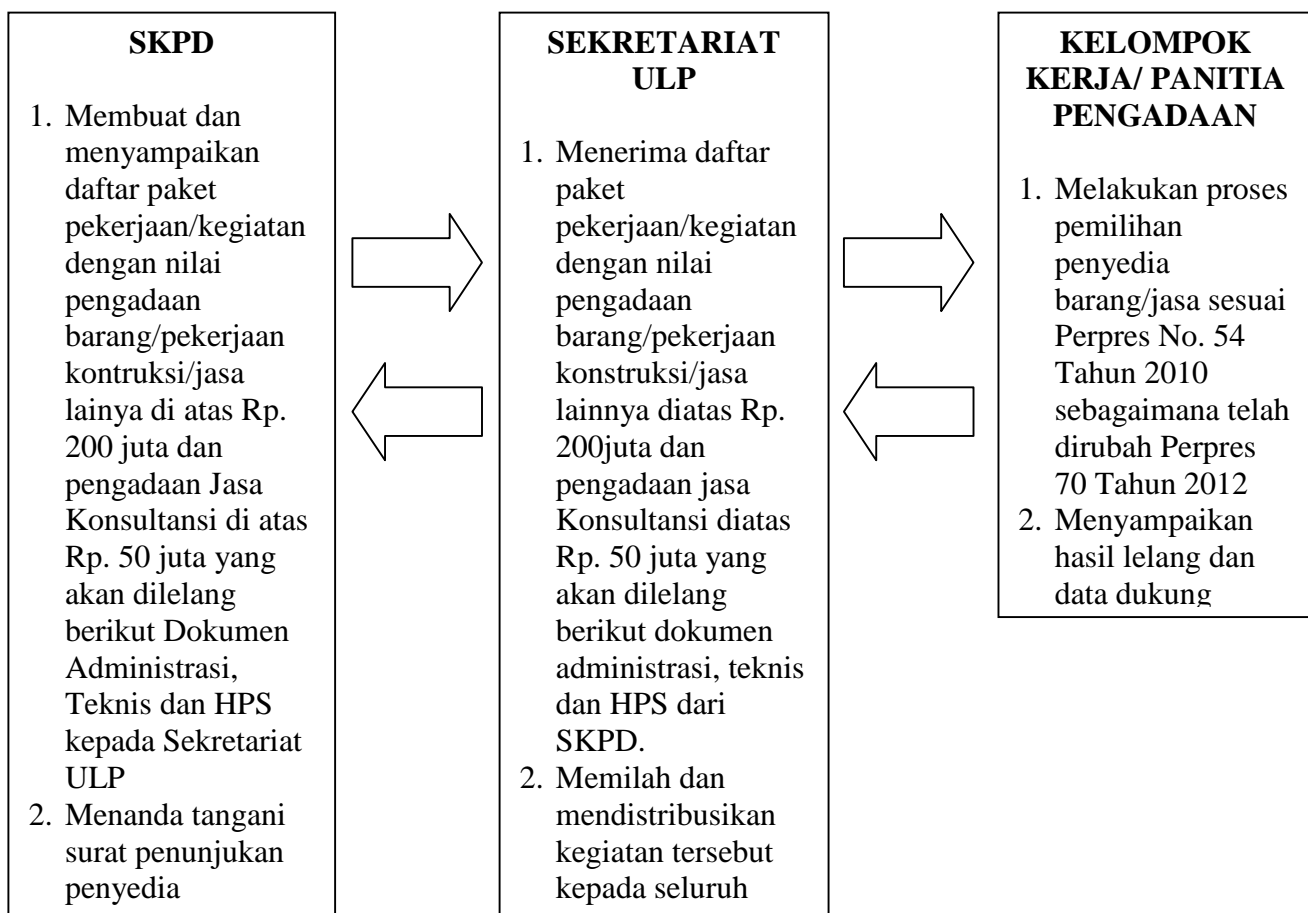 SKPD
1. Membuat dan
menyampaikan
daftar paket
pekerjaan/kegiatan
dengan nilai
pengadaan
barang/pekerjaan
kontruksi/jasa
lainya di atas Rp.
200 juta dan
pengadaan Jasa
Konsultansi di atas
Rp. 50 juta yang
akan dilelang
berikut Dokumen
Administrasi,
Teknis dan HPS
kepada Sekretariat
ULP
2. Menanda tangani
surat penunjukan
penyedia
SEKRETARIAT
ULP
1. Menerima daftar
paket
pekerjaan/kegiatan
dengan nilai
pengadaan
barang/pekerjaan
konstruksi/jasa
lainnya diatas Rp.
200juta dan
pengadaan jasa
Konsultansi diatas
Rp. 50 juta yang
akan dilelang
berikut dokumen
administrasi, teknis
dan HPS dari
SKPD.
2. Memilah dan
mendistribusikan
kegiatan tersebut
kepada seluruh
KELOMPOK
KERJA/ PANITIA
PENGADAAN
1. Melakukan proses
pemilihan
penyedia
barang/jasa sesuai
Perpres No. 54
Tahun 2010
sebagaimana telah
dirubah Perpres
70 Tahun 2012
2. Menyampaikan
hasil lelang dan
data dukung